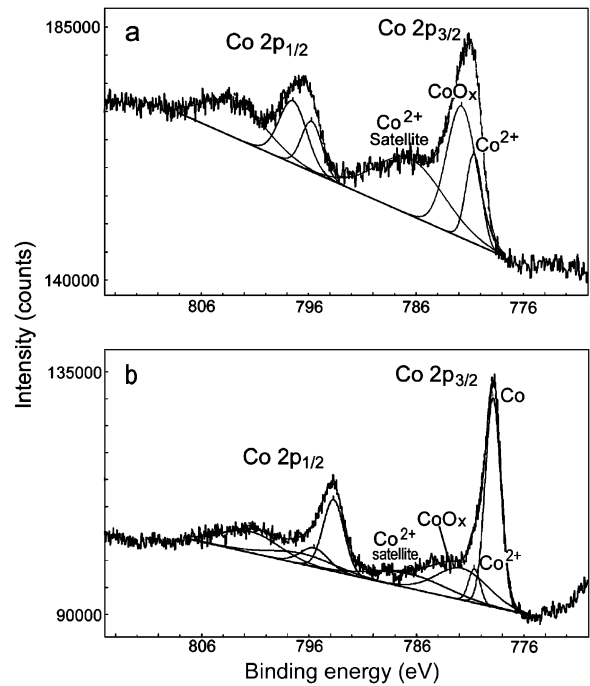 185000
a
Co 2p1/2
Co 2p3/2
CoOx
Co2+
Satellite
Co2+
140000
806 796 786 776
Intensity (counts)
135000
b
Co 2p3/2
Co
Co 2p1/2
CoOx
Co2+
satellite
Co2+
90000
806 796 786 776
Binding energy (eV)